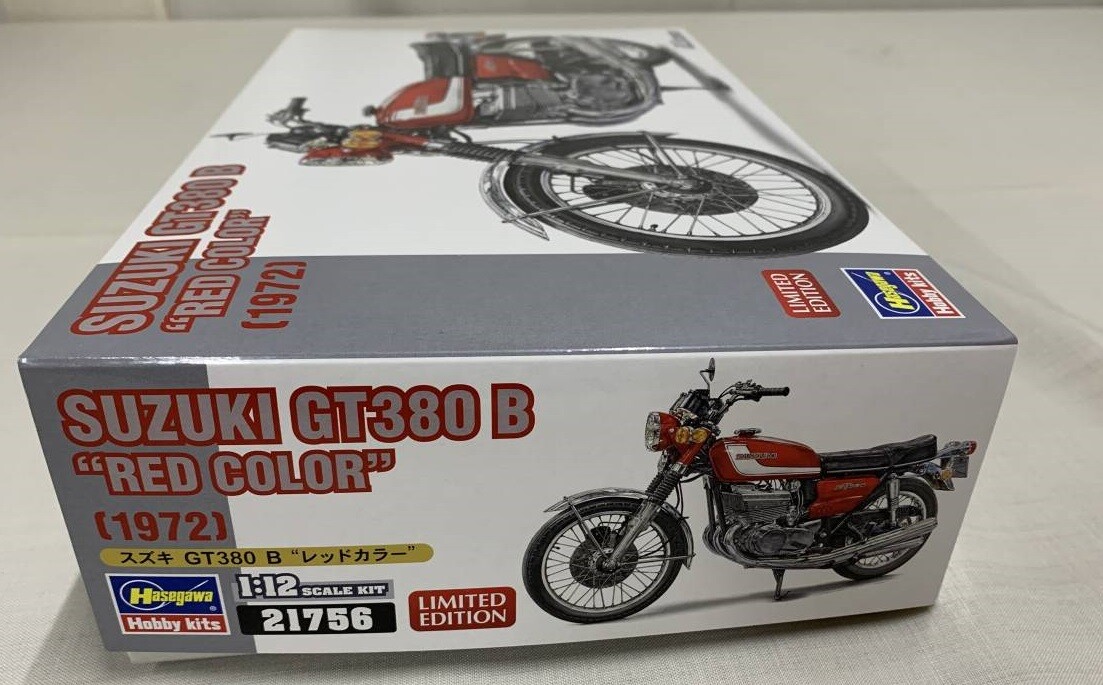 SUZUKI GT380 B
“RED COLOR”
(1972)
LIMITED
EDITION
Hasegawa
Hobby kits
SUZUKI GT380 B
“RED COLOR”
(1972)
スズキ GT380 B “レッドカラー”
Hasegawa
Hobby kits
1:12 SCALE KIT
21756
LIMITED
EDITION
SUZUKI